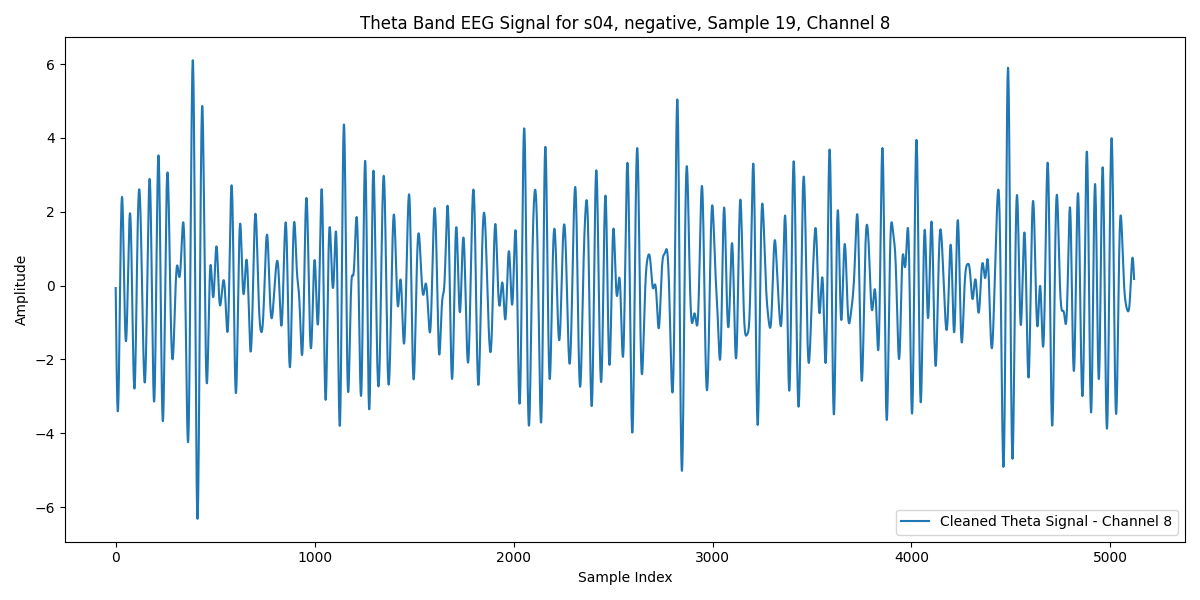 Theta Band EEG Signal for s04, negative, Sample 19, Channel 8
Amplitude
6
4
2
0
−2
−4
−6
Cleaned Theta Signal - Channel 8
0 1000 2000 3000 4000 5000
Sample Index